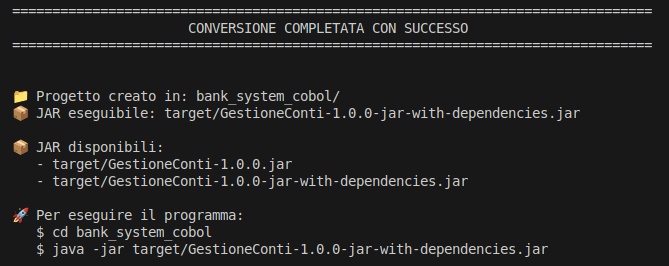 ================================================================================
CONVERSIONE COMPLETATA CON SUCCESSO
================================================================================
📁 Progetto creato in: bank_system_cobol/
📦 JAR eseguibile: target/GestioneConti-1.0.0-jar-with-dependencies.jar
📦 JAR disponibili:
- target/GestioneConti-1.0.0.jar
- target/GestioneConti-1.0.0-jar-with-dependencies.jar
🚀 Per eseguire il programma:
$ cd bank_system_cobol
$ java -jar target/GestioneConti-1.0.0-jar-with-dependencies.jar